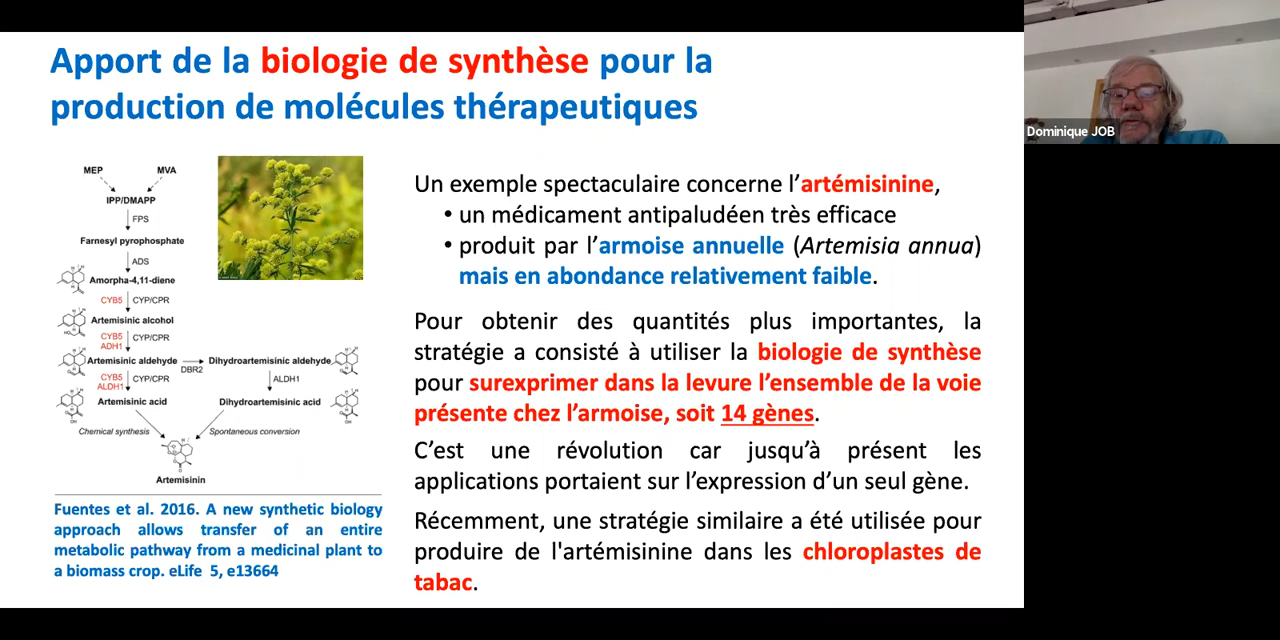 Apport de la biologie de synthèse pour la
production de molécules thérapeutiques
MEP
MVA
IPP/DMAPP
FPS
Farnesyl pyrophosphate
ADS
Amorpha-4,11-diene
CYB5 CYP/CPR
Artemisinic alcohol
CYB5 CYP/CPR
ADH1
Artemisinic aldehyde
DBR2
Dihydroartemisinic aldehyde
CYB5 CYP/CPR
ALDH1
ALDH1
Artemisinic acid
Dihydroartemisinic acid
Chemical synthesis
Spontaneous conversion
Artemisinin
Fuentes et al. 2016. A new synthetic biology
approach allows transfer of an entire
metabolic pathway from a medicinal plant to
a biomass crop. eLife 5, e13664
Un exemple spectaculaire concerne l'artémisinine,
• un médicament antipaludéen très efficace
• produit par l'armoise annuelle (Artemisia annua)
mais en abondance relativement faible.
Pour obtenir des quantités plus importantes, la
stratégie a consisté à utiliser la biologie de synthèse
pour surexprimer dans la levure l'ensemble de la voie
présente chez l'armoise, soit 14 gènes.
C'est une révolution car jusqu'à présent les
applications portaient sur l'expression d'un seul gène.
Récemment, une stratégie similaire a été utilisée pour
produire de l'artémisinine dans les chloroplastes de
tabac.
Dominique JOB